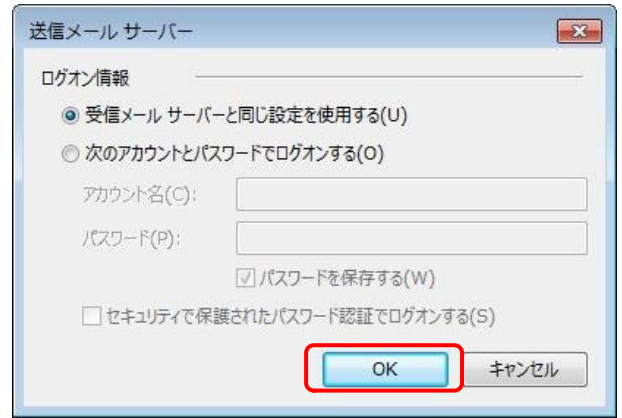 送信メール サーバー
ログオン情報
受信メール サーバーと同じ設定を使用する(U)
次のアカウントとパスワードでログオンする(O)
アカウント名(C):
パスワード(P):
パスワードを保存する(W)
セキュリティで保護されたパスワード認証でログオンする(S)
OK キャンセル